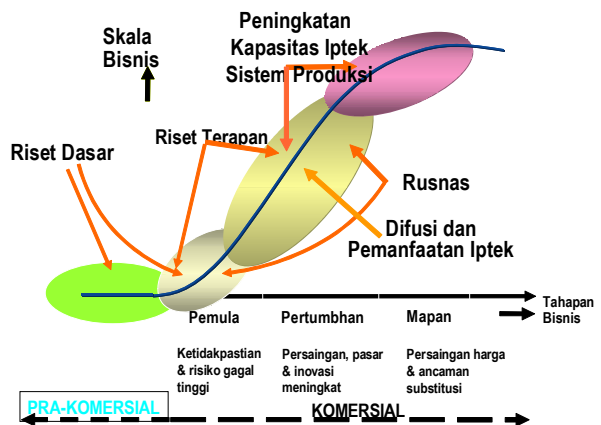 Peningkatan
Kapasitas Iptek
Sistem Produksi
Skala
Bisnis
Riset Terapan
Riset Dasar
Rusnas
Difusi dan
Pemanfaatan Iptek
Tahapan
Bisnis
Pemula
Pertumbhan
Mapan
Ketidakpastian
& risiko gagal
tinggi
Persaingan, pasar
& inovasi
meningkat
Persaingan harga
& ancaman
substitusi
PRA-KOMERSIAL
KOMERSIAL